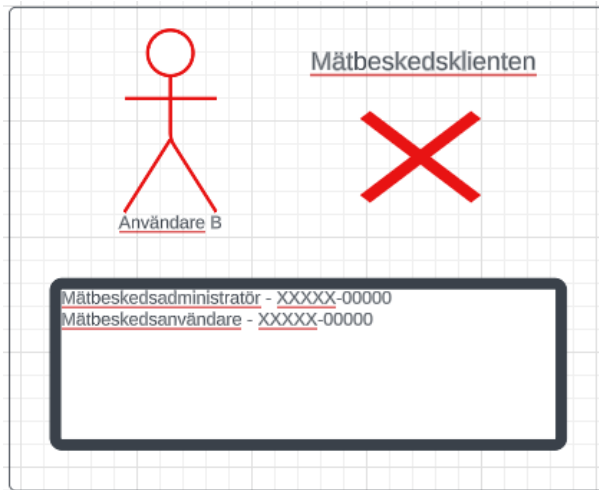 Mätbeskedsklienten
Användare B
Mätbeskedsadministratör - XXXXX-00000
Mätbeskedsanvändare - XXXXX-00000